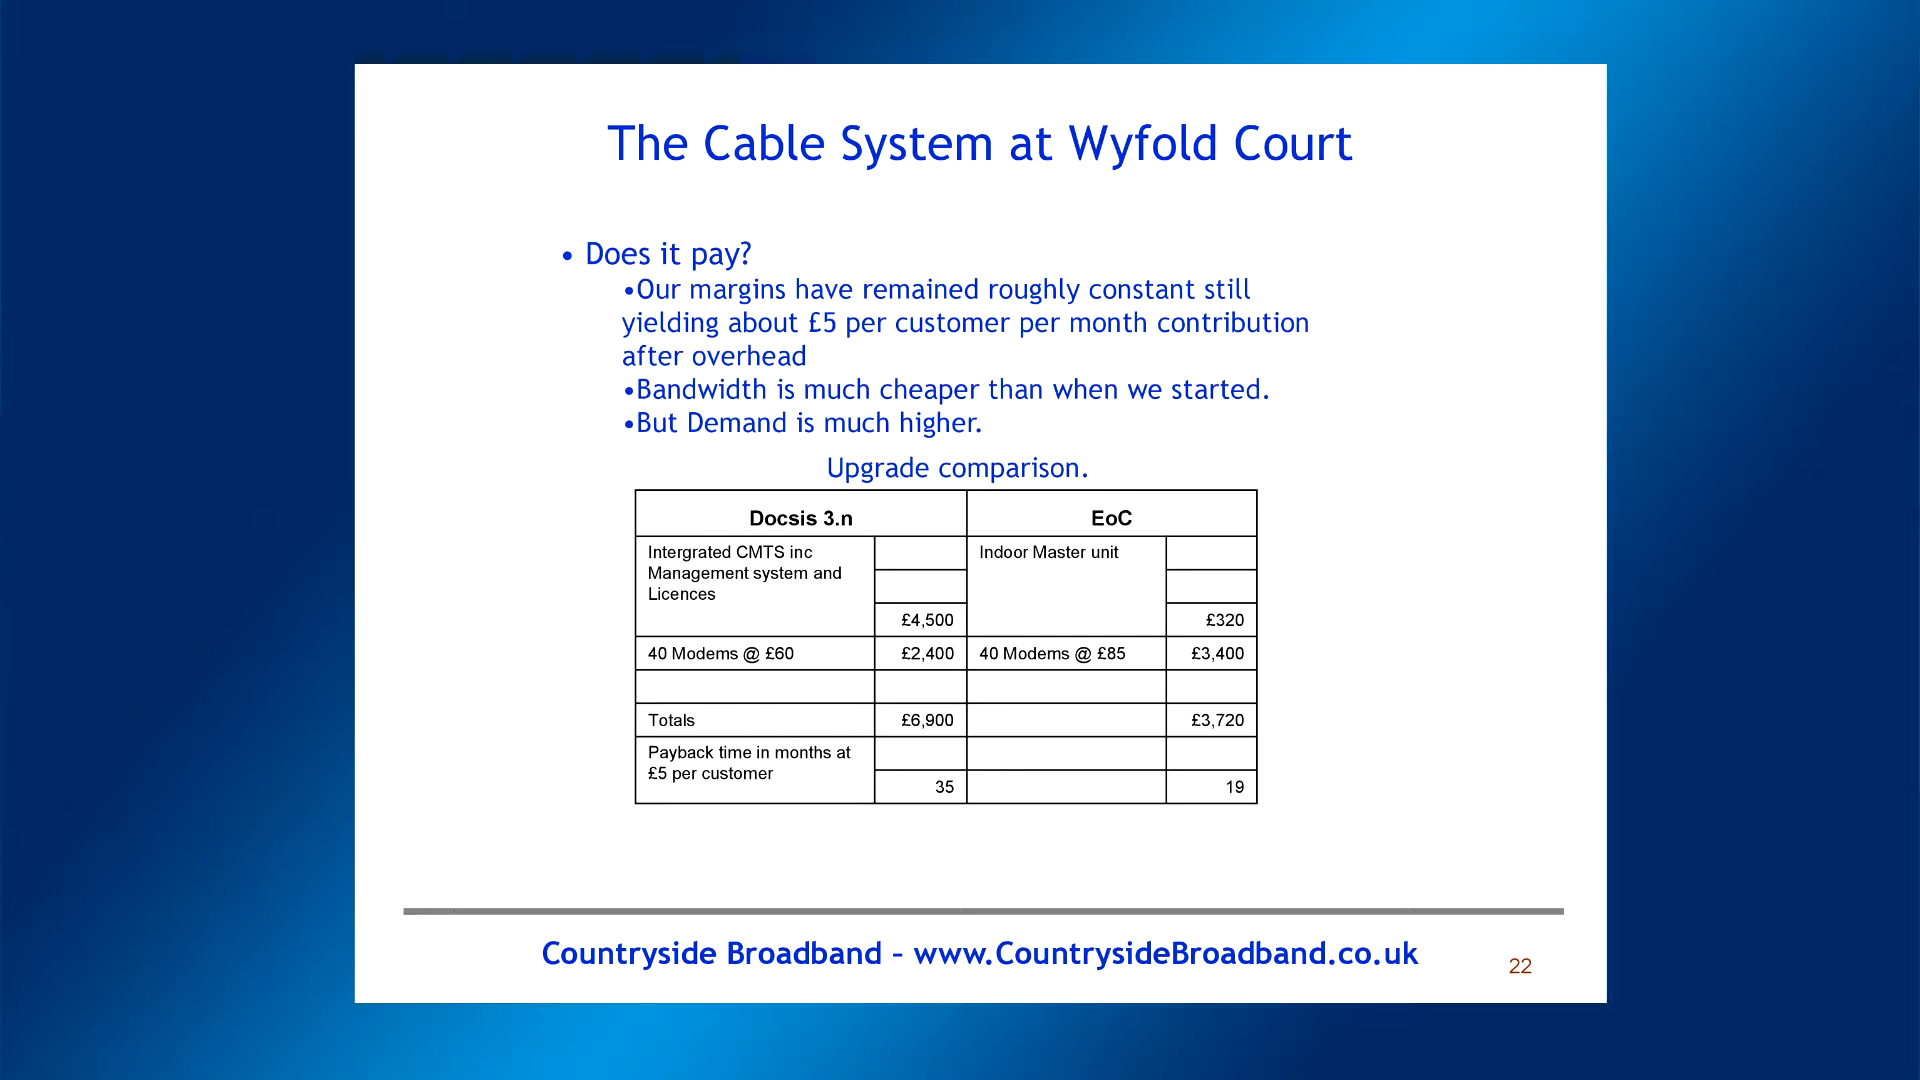 The Cable System at Wyfold Court
• Does it pay?
•Our margins have remained roughly constant still
yielding about £5 per customer per month contribution
after overhead
•Bandwidth is much cheaper than when we started.
•But Demand is much higher.
Upgrade comparison.
Docsis 3.n EoC
Intergrated CMTS inc Indoor Master unit
Management system and
Licences
£4,500 £320
40 Modems @ £60 £2,400 40 Modems @ £85 £3,400
Totals £6,900 £3,720
Payback time in months at
£5 per customer
35 19
Countryside Broadband – www.CountrysideBroadband.co.uk
22